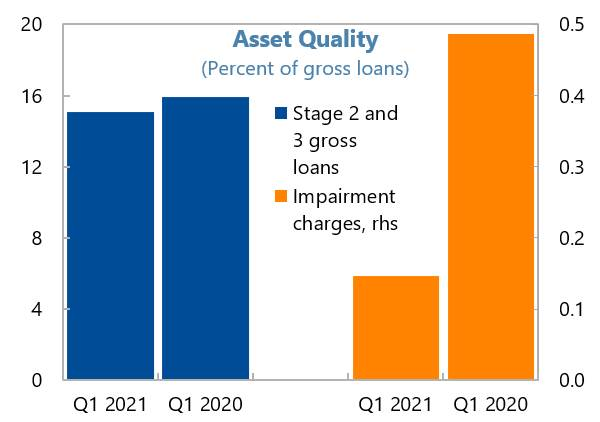 Asset Quality
(Percent of gross loans)
20
16
12
8
4
0
0.5
0.4
0.3
0.2
0.1
0.0
Stage 2 and
3 gross
loans
Impairment
charges, rhs
Q1 2021
Q1 2020
Q1 2021
Q1 2020